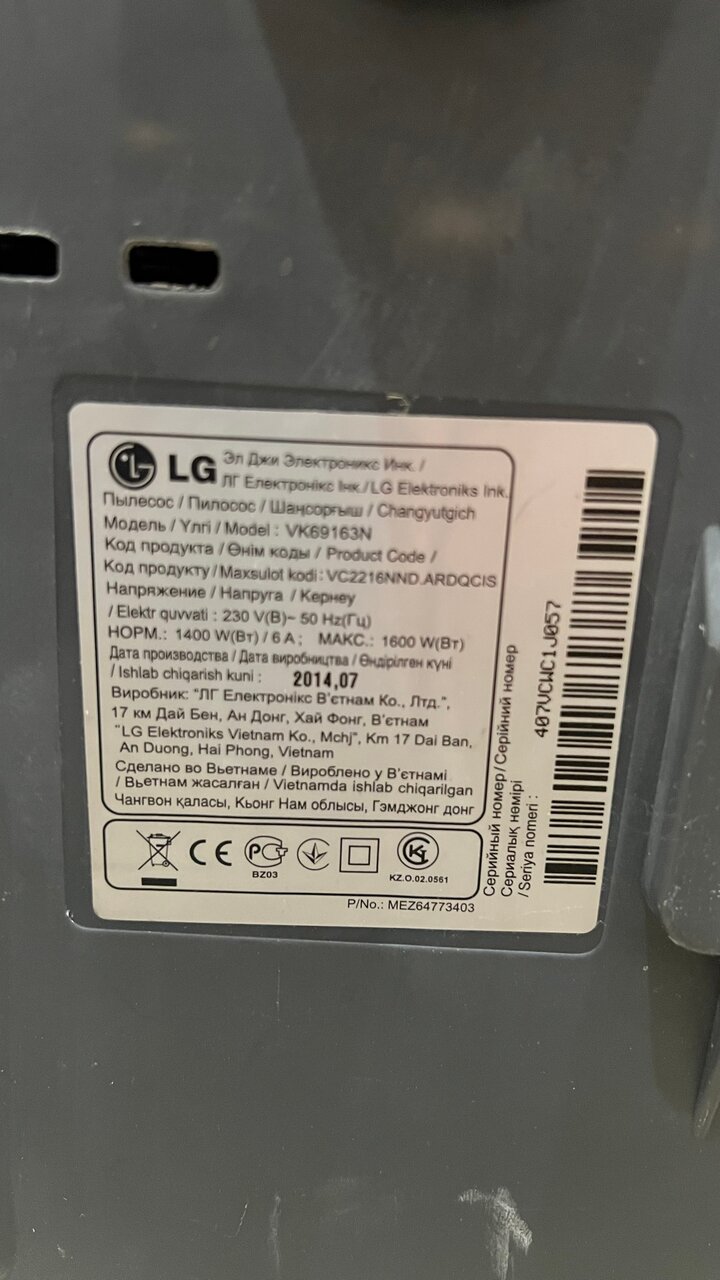 LG Эл Джи Электроникс Инк. /
ЛГ Електронікс Інк./LG Elektroniks Ink.
Пылесос / Пилосос / Шаңсорғыш / Changyutgich
Модель / Үлгі / Model : VK69163N
Код продукта / Өнім коды / Product Code /
Код продукту / Maxsulot kodi : VC2216NND.ARDQCIS
Напряжение / Напруга / Кернеу
/ Elektr quvvati : 230 V(В)~ 50 Hz(Гц)
НОРМ.: 1400 W(Вт) / 6 A ; МАКС.: 1600 W(Вт)
Дата производства / Дата виробництва / Өндірілген күні
/ Ishlab chiqarish kuni : 2014,07
Виробник: "ЛГ Електронікс В'єтнам Ко., Лтд.",
17 км Дай Бен, Ан Донг, Хай Фонг, В'єтнам
"LG Elektroniks Vietnam Ko., Mchj", Km 17 Dai Ban,
An Duong, Hai Phong, Vietnam
Сделано во Вьетнаме / Вироблено у В'єтнамі
/ Вьетнам жасалған / Vietnamda ishlab chiqarilgan
Чангвон қаласы, Кьонг Нам облысы, Гэмджонг донг
CE
BZ03
KZ.O.02.0561
P/No.: MEZ64773403
Серийный номер/Серійний номер
Сериалық нөмірі
/ Seriya nomeri :
407VCWC1J057